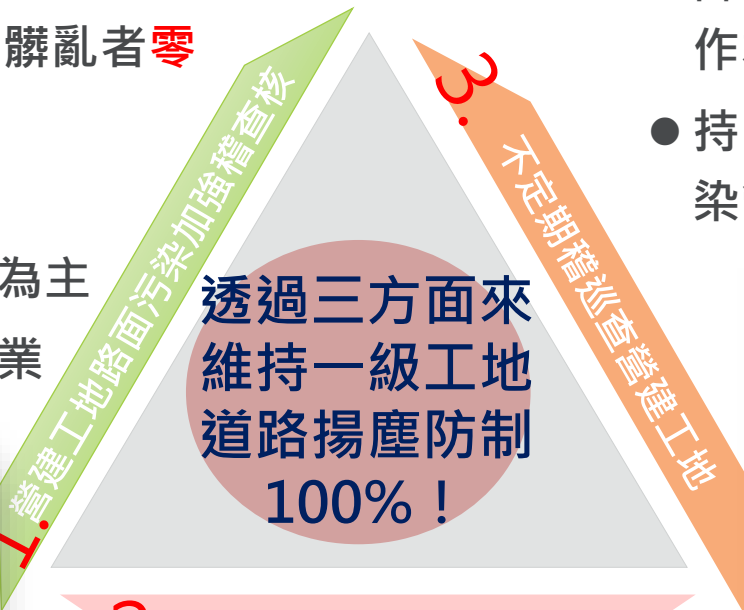 髒亂者零
為主
業
1. 營建工地路面污染加強稽查核
透過三方面來
維持一級工地
道路揚塵防制
100%！
3. 不定期稽巡查營建工地
作
● 持
染